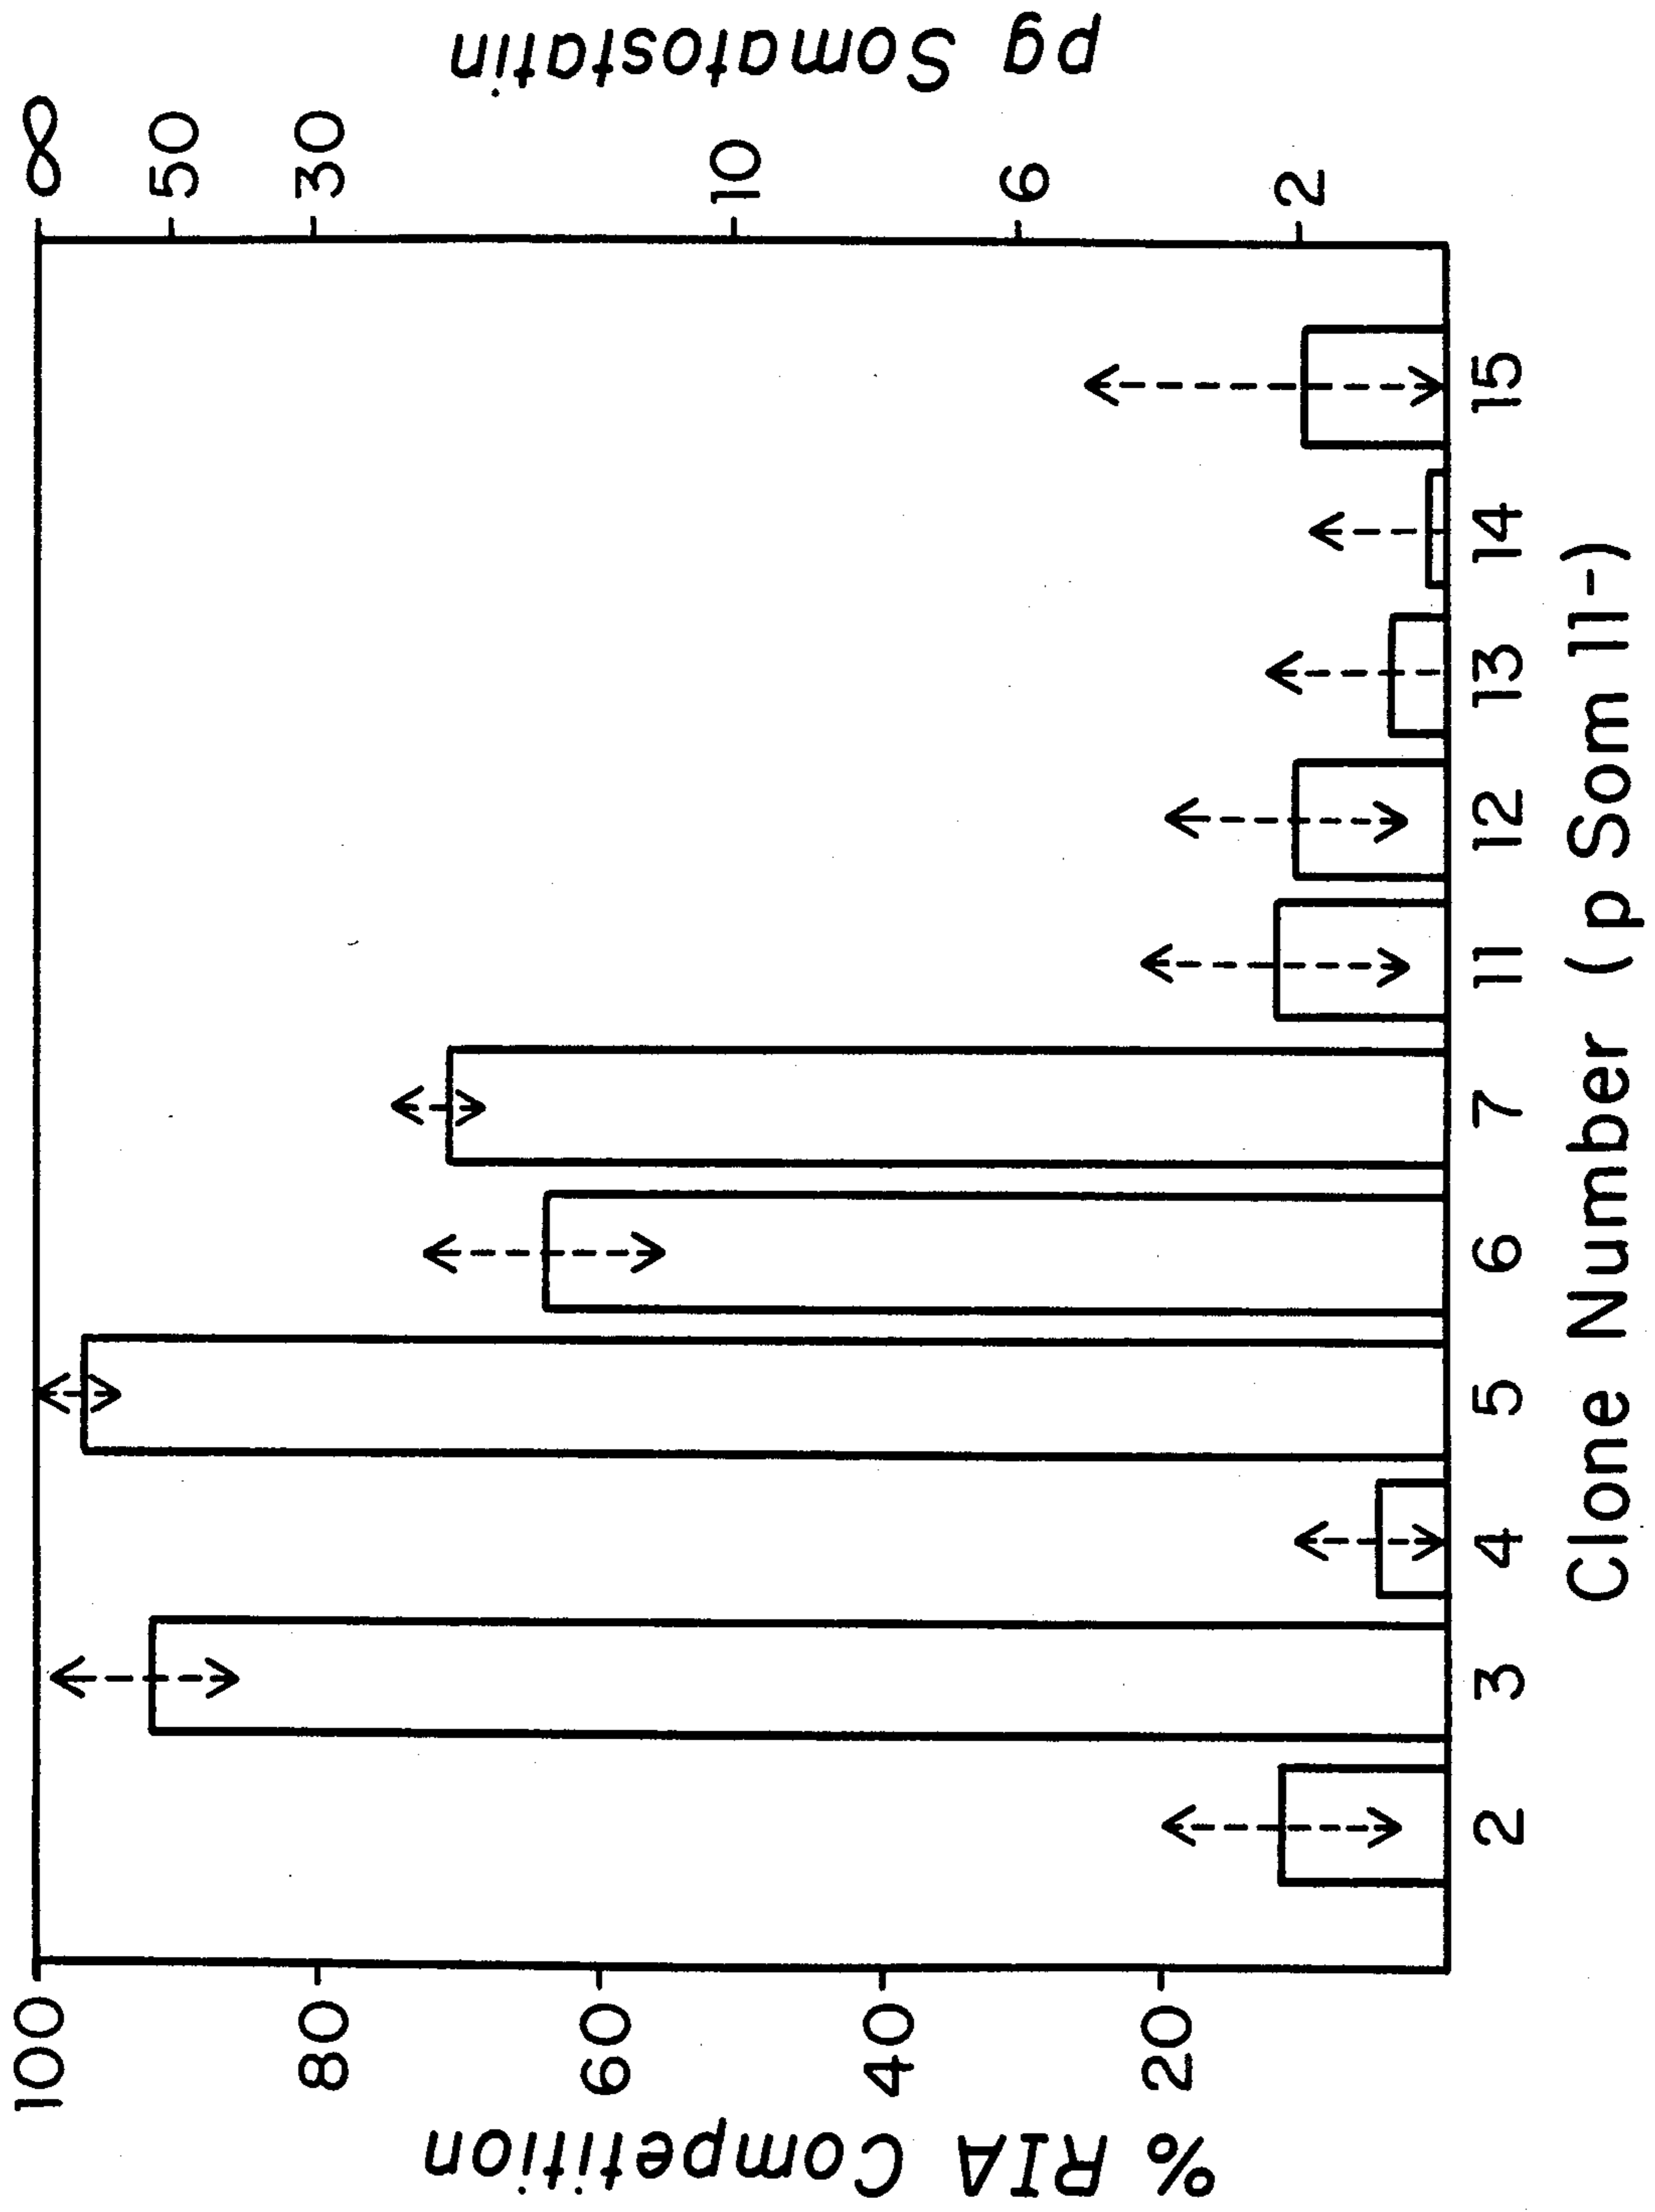 % RIA Competition
100
80
60
40
20
pg Somatostatin
∞
50
30
10
6
2
2 3 4 5 6 7 11 12 13 14 15
Clone Number (p Som 11-)